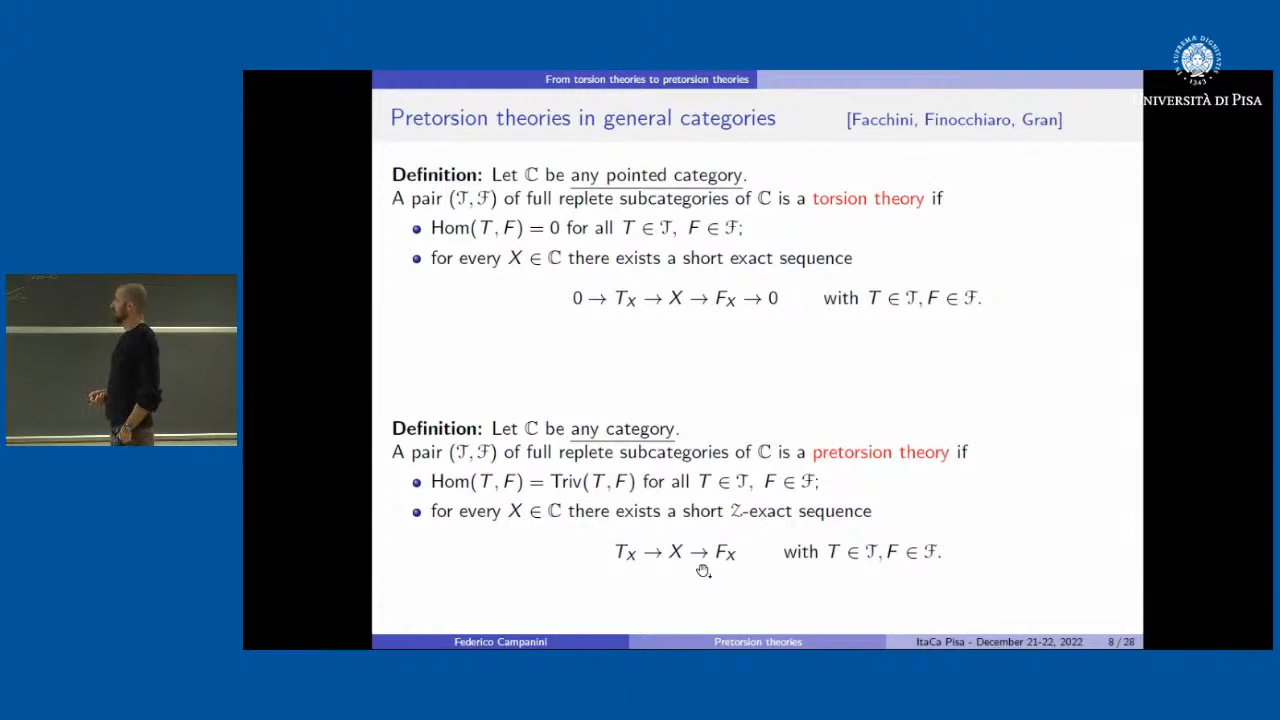 IN SUPREMÆ DIGNITATIS
1343
UNIVERSITÀ DI PISA
From torsion theories to pretorsion theories
Pretorsion theories in general categories [Facchini, Finocchiaro, Gran]
Definition: Let ℂ be any pointed category.
A pair (𝒯, ℱ) of full replete subcategories of ℂ is a torsion theory if
• Hom(T, F) = 0 for all T ∈ 𝒯, F ∈ ℱ;
• for every X ∈ ℂ there exists a short exact sequence
0 → T_X → X → F_X → 0 with T ∈ 𝒯, F ∈ ℱ.
Definition: Let ℂ be any category.
A pair (𝒯, ℱ) of full replete subcategories of ℂ is a pretorsion theory if
• Hom(T, F) = Triv(T, F) for all T ∈ 𝒯, F ∈ ℱ;
• for every X ∈ ℂ there exists a short 𝒵-exact sequence
T_X → X → F_X with T ∈ 𝒯, F ∈ ℱ.
Federico Campanini Pretorsion theories ItaCa Pisa - December 21-22, 2022 8 / 28